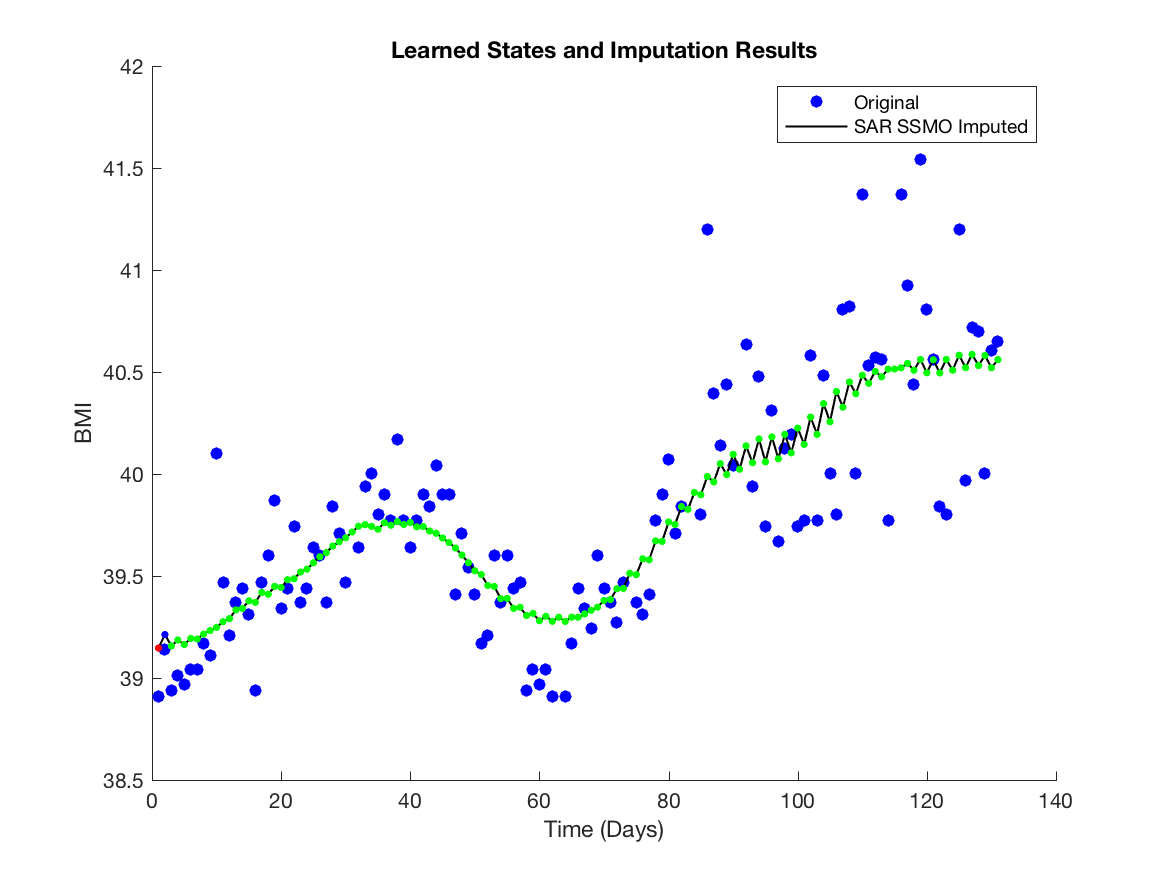 Learned States and Imputation Results
Original
SAR SSMO Imputed
42
41.5
41
40.5
40
39.5
39
38.5
BMI
0 20 40 60 80 100 120 140
Time (Days)